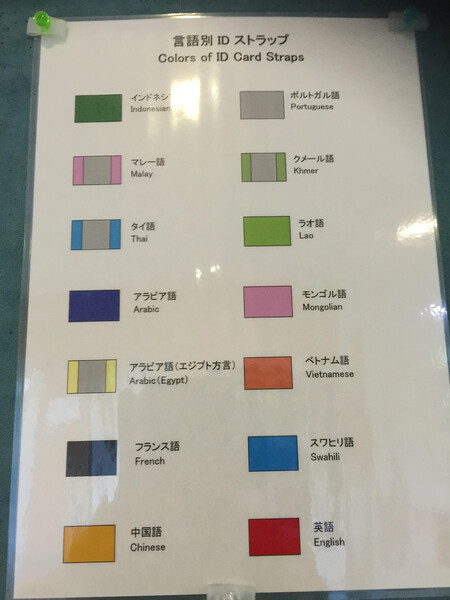 言語別 ID ストラップ
Colors of ID Card Straps
インドネシ
Indonesian
ポルトガル語
Portuguese
マレー語
Malay
クメール語
Khmer
タイ語
Thai
ラオ語
Lao
アラビア語
Arabic
モンゴル語
Mongolian
アラビア語(エジプト方言)
Arabic(Egypt)
ベトナム語
Vietnamese
フランス語
French
スワヒリ語
Swahili
中国語
Chinese
英語
English